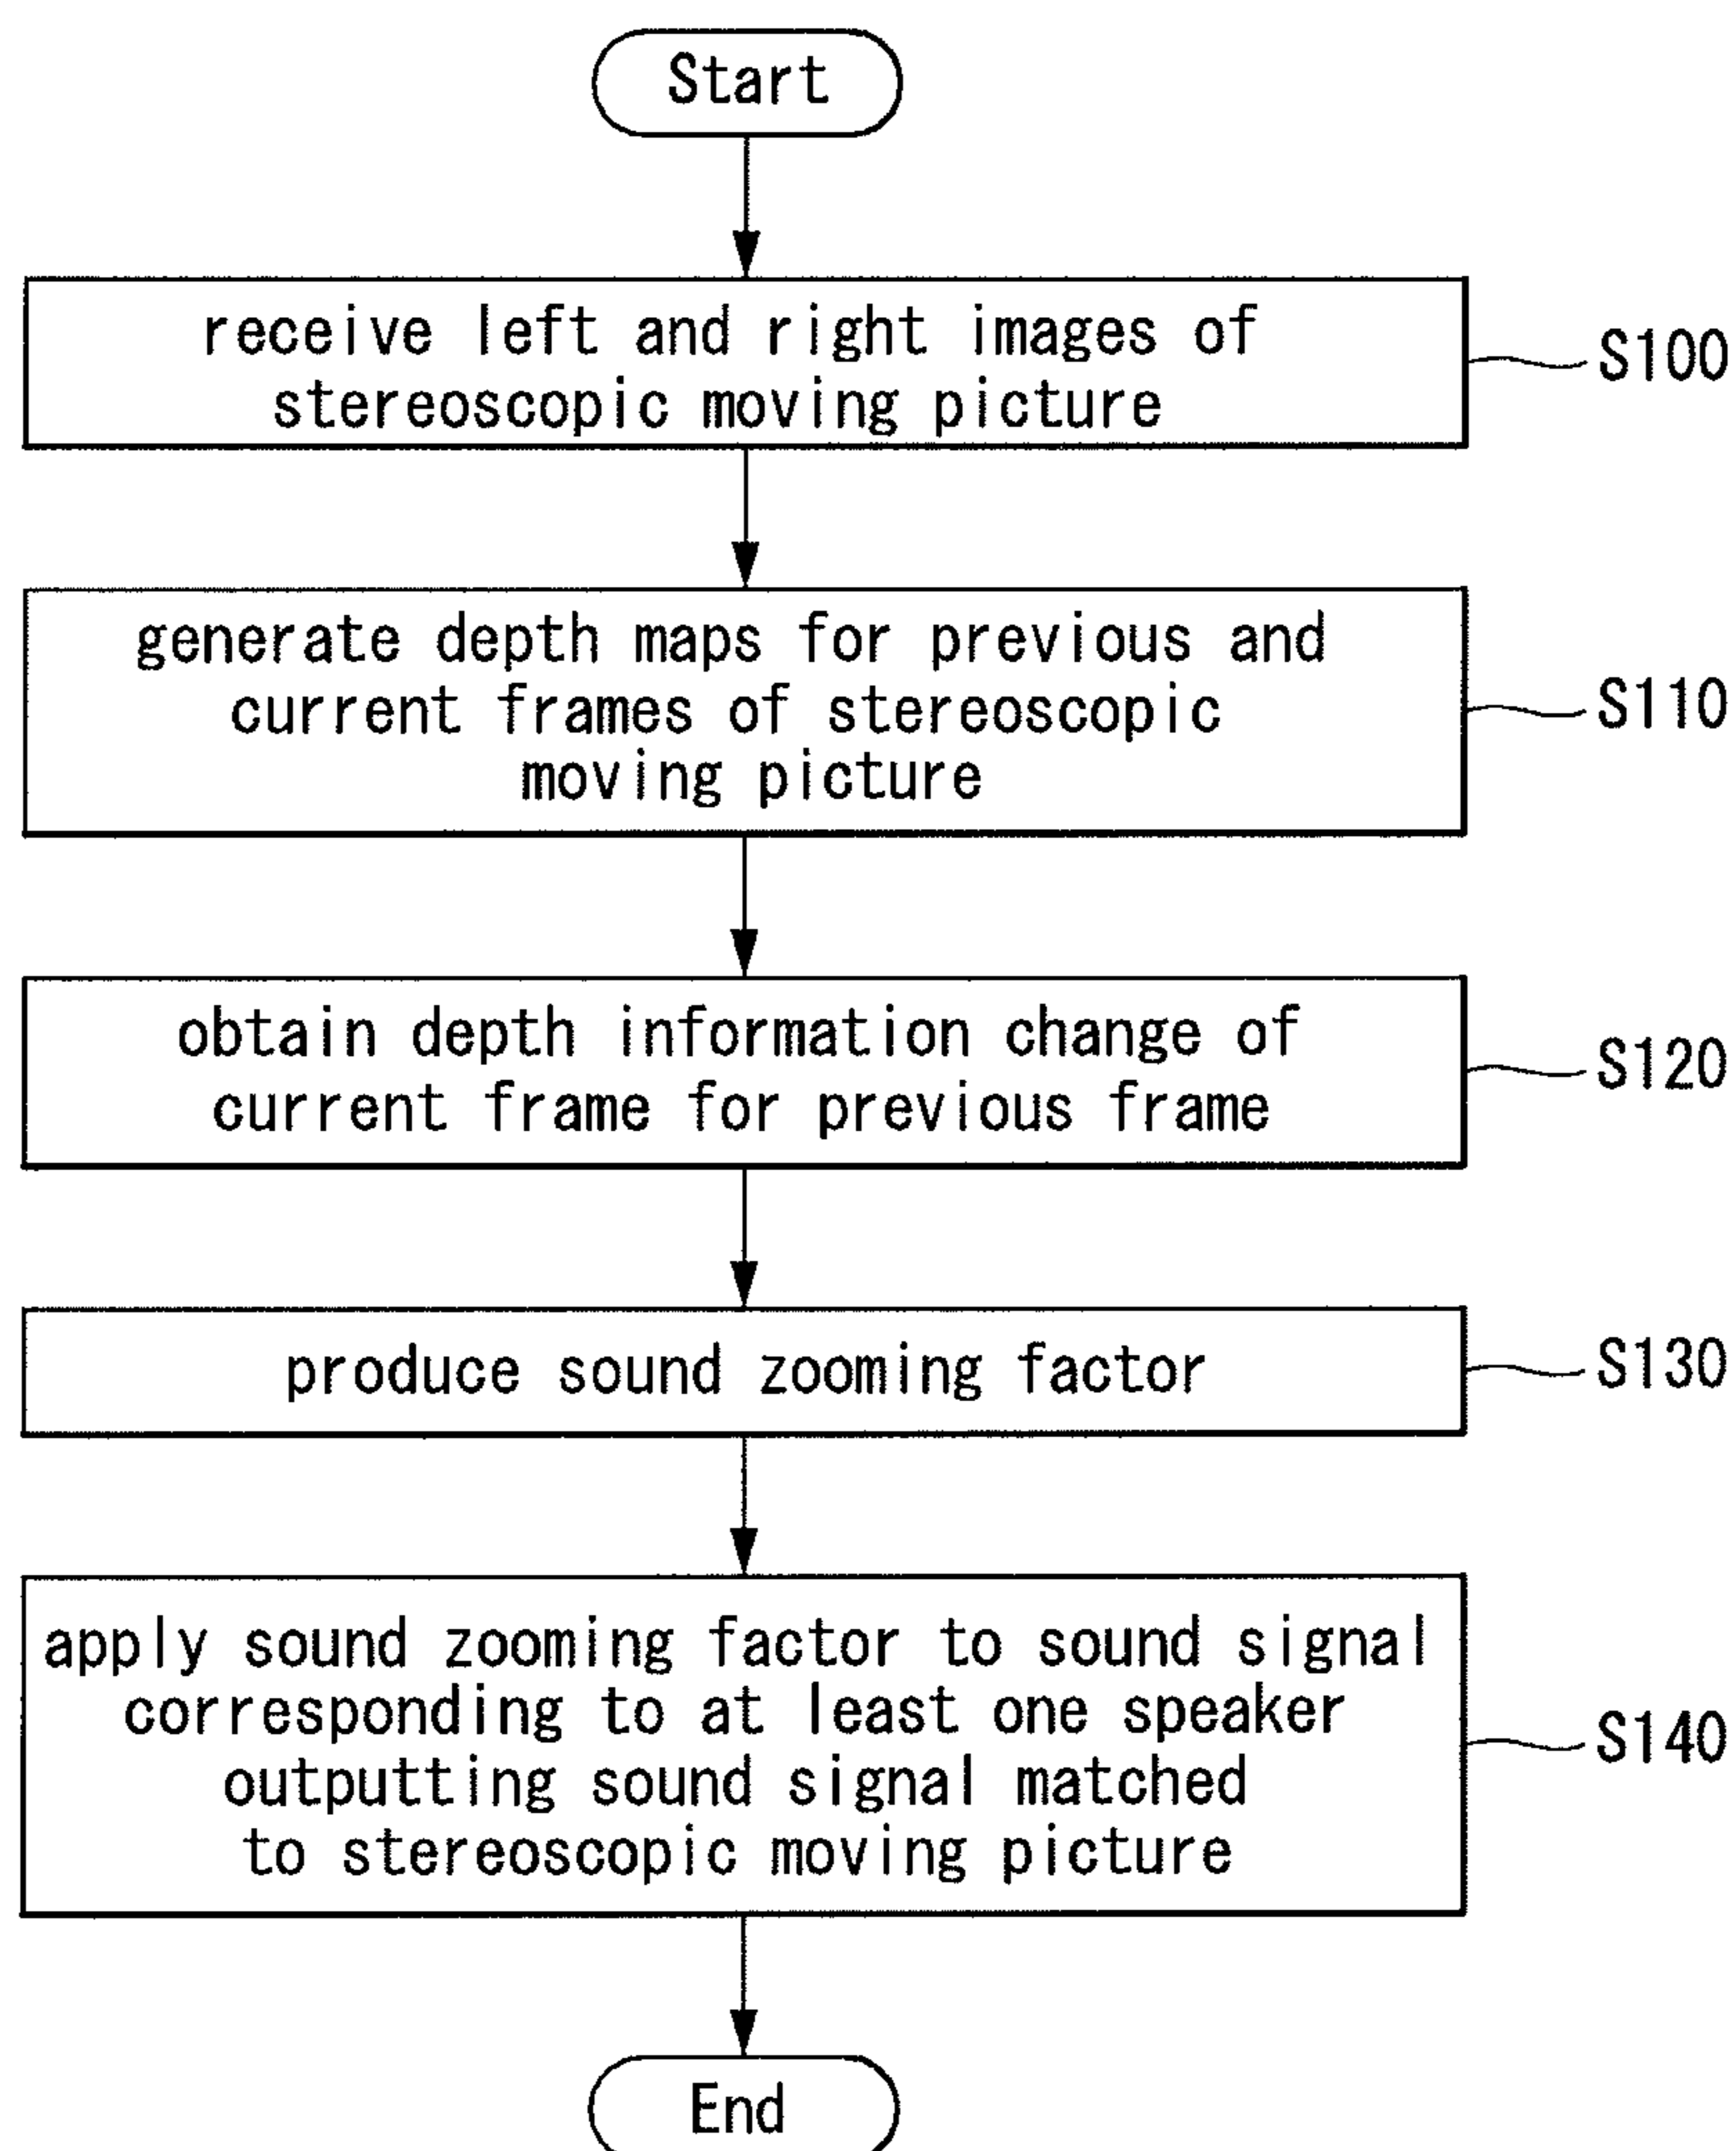 Start
receive left and right images of
stereoscopic moving picture
S100
generate depth maps for previous and
current frames of stereoscopic
moving picture
S110
obtain depth information change of
current frame for previous frame
S120
produce sound zooming factor
S130
apply sound zooming factor to sound signal
corresponding to at least one speaker
outputting sound signal matched
to stereoscopic moving picture
S140
End